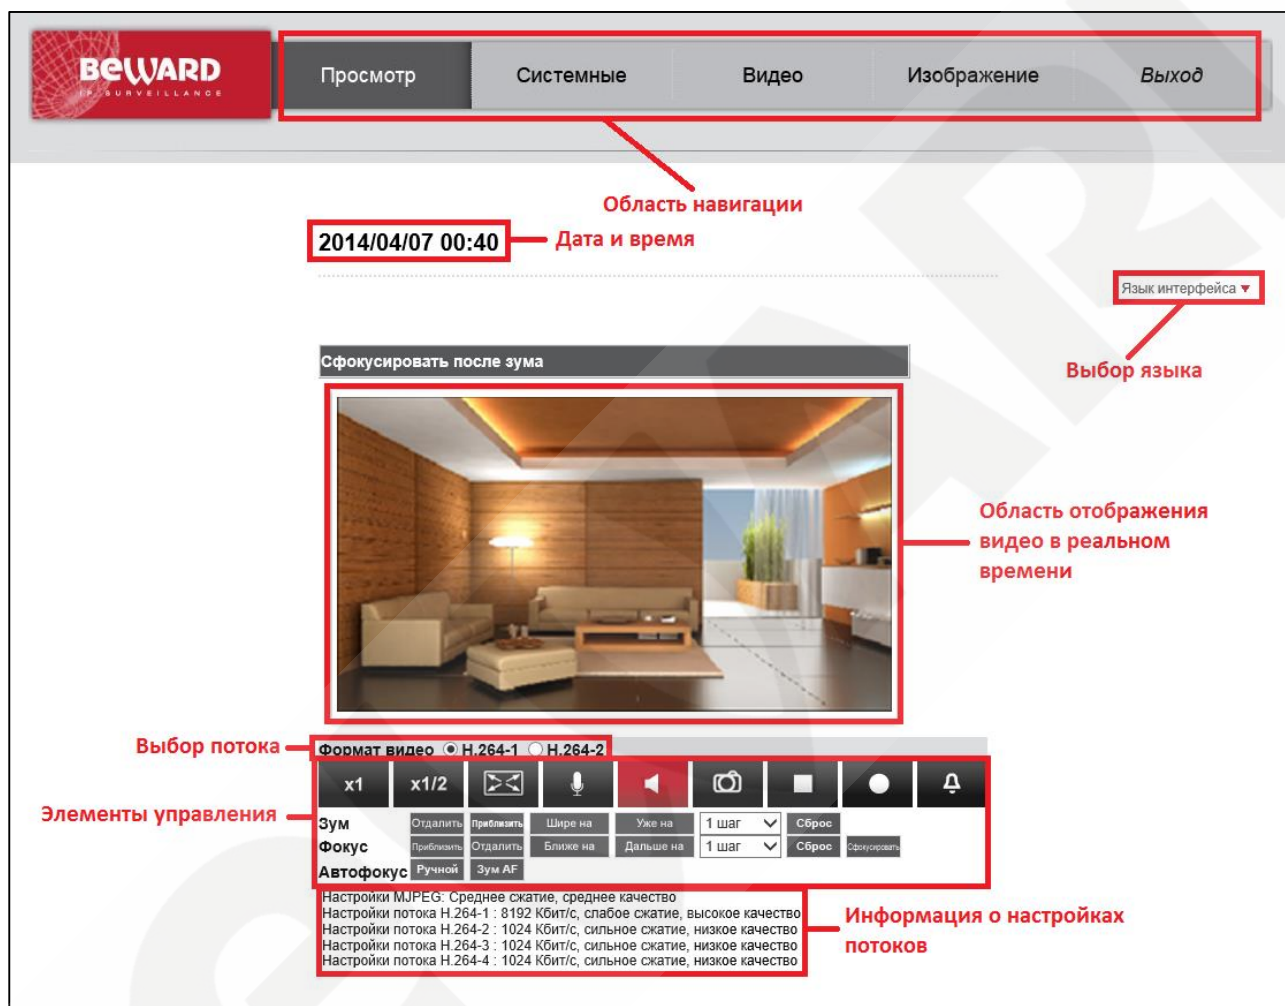 BEWARD
IP SURVEILLANCE
Просмотр Системные Видео Изображение Выход
Область навигации
2014/04/07 00:40 Дата и время
Язык интерфейса
Выбор языка
Сфокусировать после зума
Область отображения
видео в реальном
времени
Выбор потока Формат видео H.264-1 H.264-2
x1 x1/2
Элементы управления
Зум Отдалить Приблизить Шире на Уже на 1 шаг Сброс
Фокус Приблизить Отдалить Ближе на Дальше на 1 шаг Сброс Сфокусировать
Автофокус Ручной Зум AF
Настройки MJPEG: Среднее сжатие, среднее качество
Настройки потока H.264-1 : 8192 Кбит/с, слабое сжатие, высокое качество
Настройки потока H.264-2 : 1024 Кбит/с, сильное сжатие, низкое качество
Настройки потока H.264-3 : 1024 Кбит/с, сильное сжатие, низкое качество
Настройки потока H.264-4 : 1024 Кбит/с, сильное сжатие, низкое качество
Информация о настройках
потоков